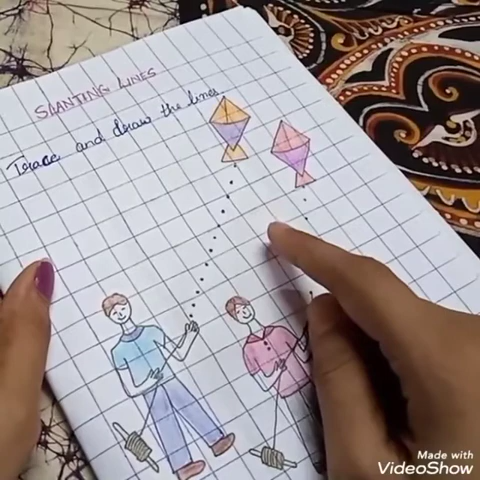 SLANTING LINES
Trace and draw the lines
Made with
VideoShow